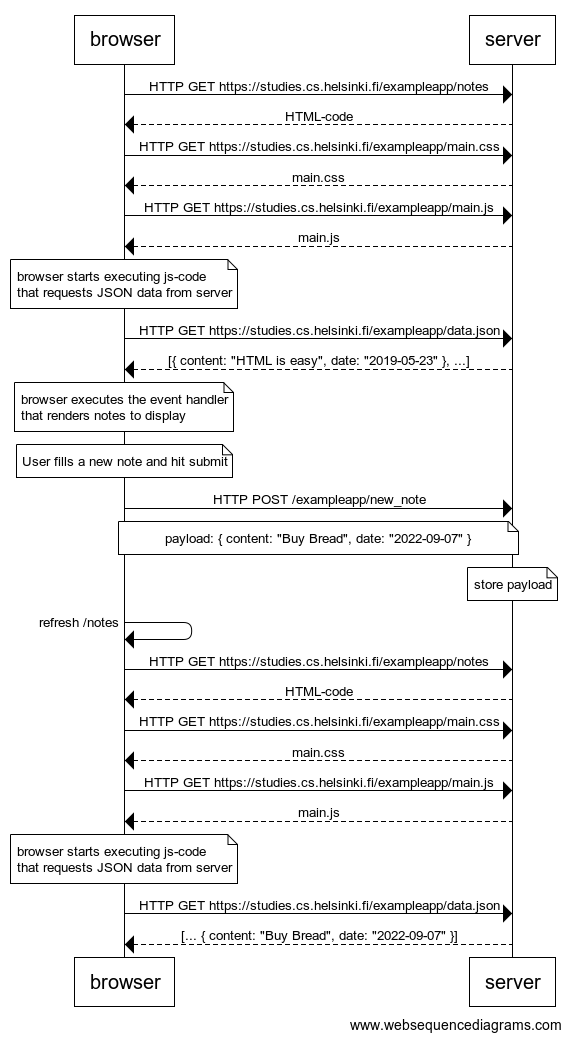 browser
server
HTTP GET https://studies.cs.helsinki.fi/exampleapp/notes
HTML-code
HTTP GET https://studies.cs.helsinki.fi/exampleapp/main.css
main.css
HTTP GET https://studies.cs.helsinki.fi/exampleapp/main.js
main.js
browser starts executing js-code
that requests JSON data from server
HTTP GET https://studies.cs.helsinki.fi/exampleapp/data.json
[{ content: "HTML is easy", date: "2019-05-23" }, ...]
browser executes the event handler
that renders notes to display
User fills a new note and hit submit
HTTP POST /exampleapp/new_note
payload: { content: "Buy Bread", date: "2022-09-07" }
store payload
refresh /notes
HTTP GET https://studies.cs.helsinki.fi/exampleapp/notes
HTML-code
HTTP GET https://studies.cs.helsinki.fi/exampleapp/main.css
main.css
HTTP GET https://studies.cs.helsinki.fi/exampleapp/main.js
main.js
browser starts executing js-code
that requests JSON data from server
HTTP GET https://studies.cs.helsinki.fi/exampleapp/data.json
[... { content: "Buy Bread", date: "2022-09-07" }]
browser
server
www.websequencediagrams.com